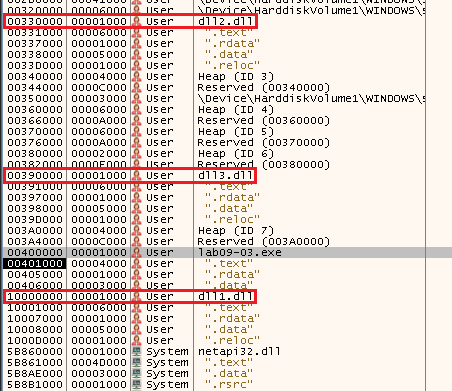 00320000 00006000 User \Device\HarddiskVolume1\WINDOWS\s
00330000 00001000 User dll2.dll
00331000 00006000 User ".text"
00337000 00001000 User ".rdata"
00338000 00005000 User ".data"
0033D000 00001000 User ".reloc"
00340000 00004000 User Heap (ID 3)
00344000 0000C000 User Reserved (00340000)
00350000 00003000 User \Device\HarddiskVolume1\WINDOWS\s
00360000 00006000 User Heap (ID 4)
00366000 0000A000 User Reserved (00360000)
00370000 00006000 User Heap (ID 5)
00376000 0000A000 User Reserved (00370000)
00380000 00002000 User Heap (ID 6)
00382000 0000E000 User Reserved (00380000)
00390000 00001000 User dll3.dll
00391000 00006000 User ".text"
00397000 00001000 User ".rdata"
00398000 00005000 User ".data"
0039D000 00001000 User ".reloc"
003A0000 00004000 User Heap (ID 7)
003A4000 0000C000 User Reserved (003A0000)
00400000 00001000 User lab09-03.exe
00401000 00004000 User ".text"
00405000 00001000 User ".rdata"
00406000 00003000 User ".data"
10000000 00001000 User dll1.dll
10001000 00006000 User ".text"
10007000 00001000 User ".rdata"
10008000 00005000 User ".data"
1000D000 00001000 User ".reloc"
5B860000 00001000 System netapi32.dll
5B861000 0004D000 System ".text"
5B8AE000 00003000 System ".data"
".rsrc"